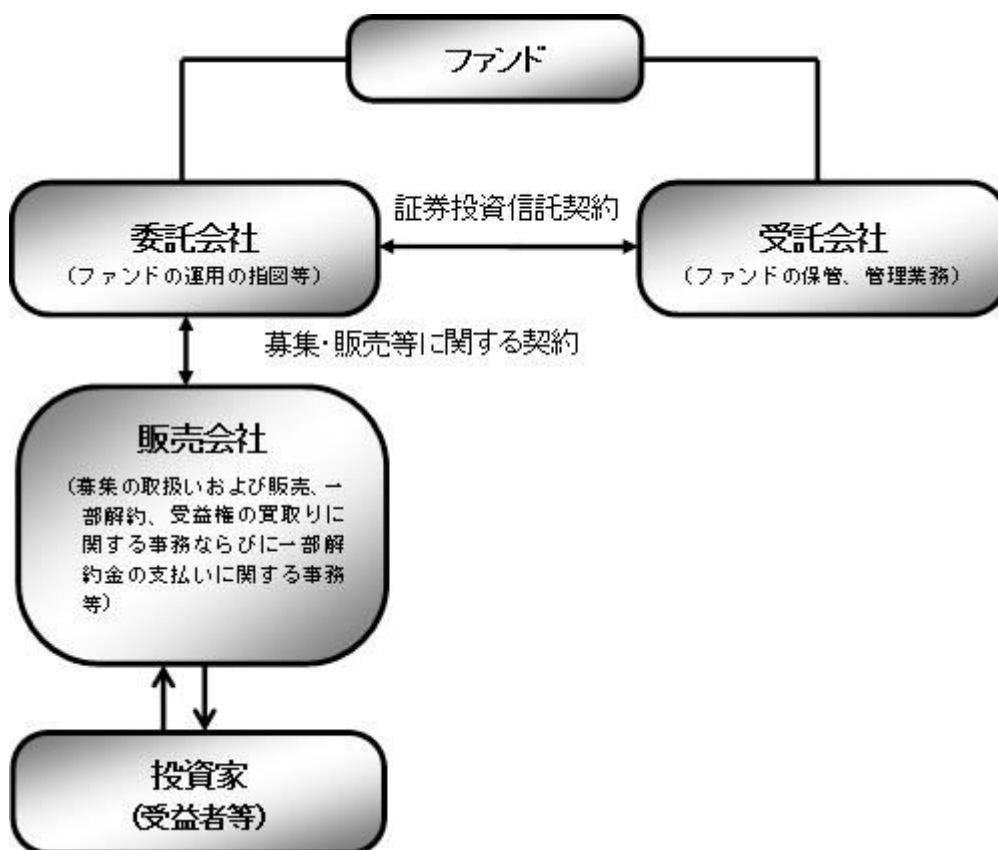 ファンド
証券投資信託契約
委託会社
(ファンドの運用の指図等)
受託会社
(ファンドの保管、管理業務)
募集・販売等に関する契約
販売会社
(募集の取扱いおよび販売、一
部解約、受益権の買取りに
関する事務ならびに一部解
約金の支払いに関する事務
等)
投資家
(受益者等)